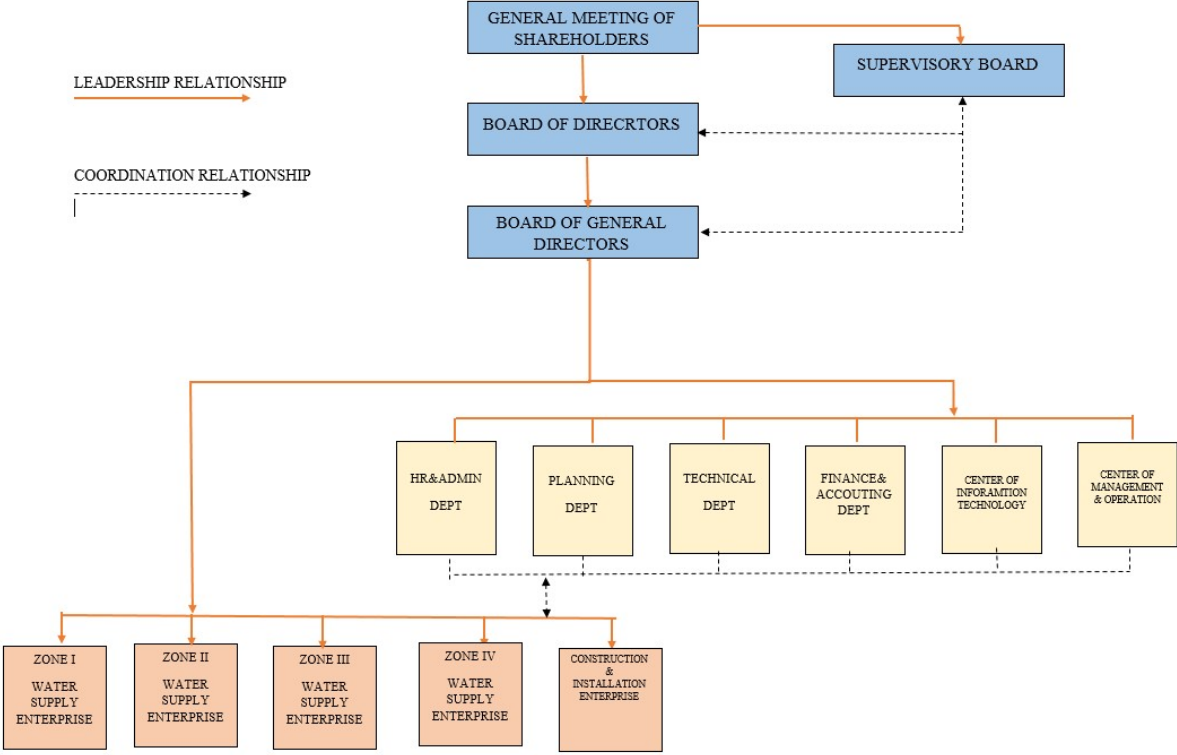 GENERAL MEETING OF
SHAREHOLDERS
SUPERVISORY BOARD
LEADERSHIP RELATIONSHIP
BOARD OF DIRECRTORS
COORDINATION RELATIONSHIP
BOARD OF GENERAL
DIRECTORS
HR&ADMIN
DEPT
PLANNING
DEPT
TECHNICAL
DEPT
FINANCE&
ACCOUTING
DEPT
CENTER OF
INFORAMTION
TECHNOLOGY
CENTER OF
MANAGEMENT
& OPERATION
ZONE I
WATER
SUPPLY
ENTERPRISE
ZONE II
WATER
SUPPLY
ENTERPRISE
ZONE III
WATER
SUPPLY
ENTERPRISE
ZONE IV
WATER
SUPPLY
ENTERPRISE
CONSTRUCTION
&
INSTALLATION
ENTERPRISE